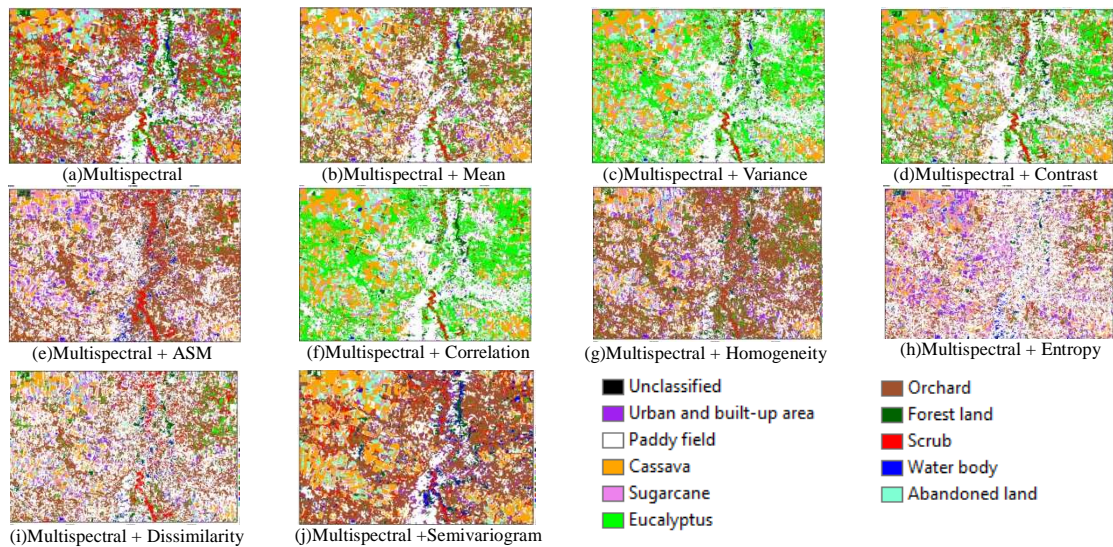 (a)Multispectral
(b)Multispectral + Mean
(c)Multispectral + Variance
(d)Multispectral + Contrast
(e)Multispectral + ASM
(f)Multispectral + Correlation
(g)Multispectral + Homogeneity
(h)Multispectral + Entropy
(i)Multispectral + Dissimilarity
(j)Multispectral +Semivariogram
Unclassified
Urban and built-up area
Paddy field
Cassava
Sugarcane
Eucalyptus
Orchard
Forest land
Scrub
Water body
Abandoned land